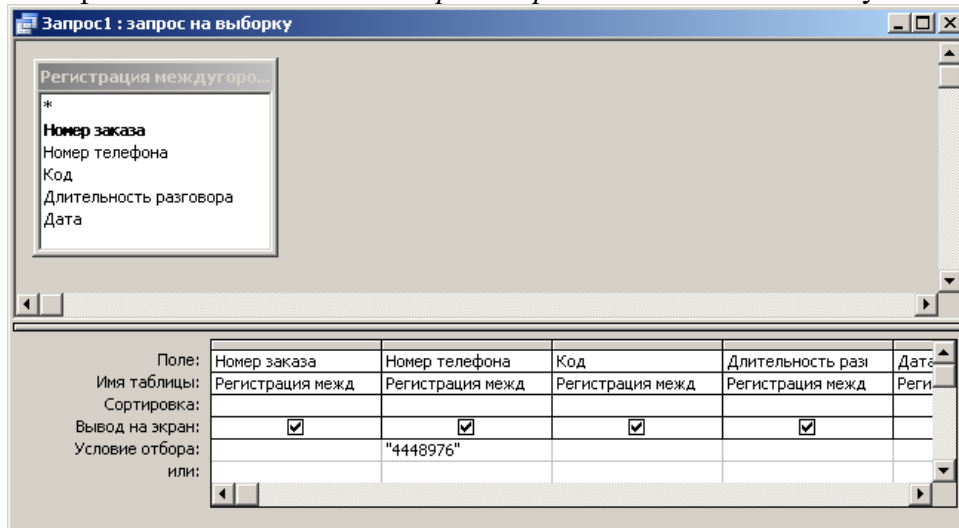 Запрос1 : запрос на выборку
Регистрация междугоро...
*
Номер заказа
Номер телефона
Код
Длительность разговора
Дата
Поле: Номер заказа Номер телефона Код Длительность разг Дата
Имя таблицы: Регистрация межд Регистрация межд Регистрация межд Регистрация межд Реги
Сортировка:
Вывод на экран:
Условие отбора: "4448976"
или: